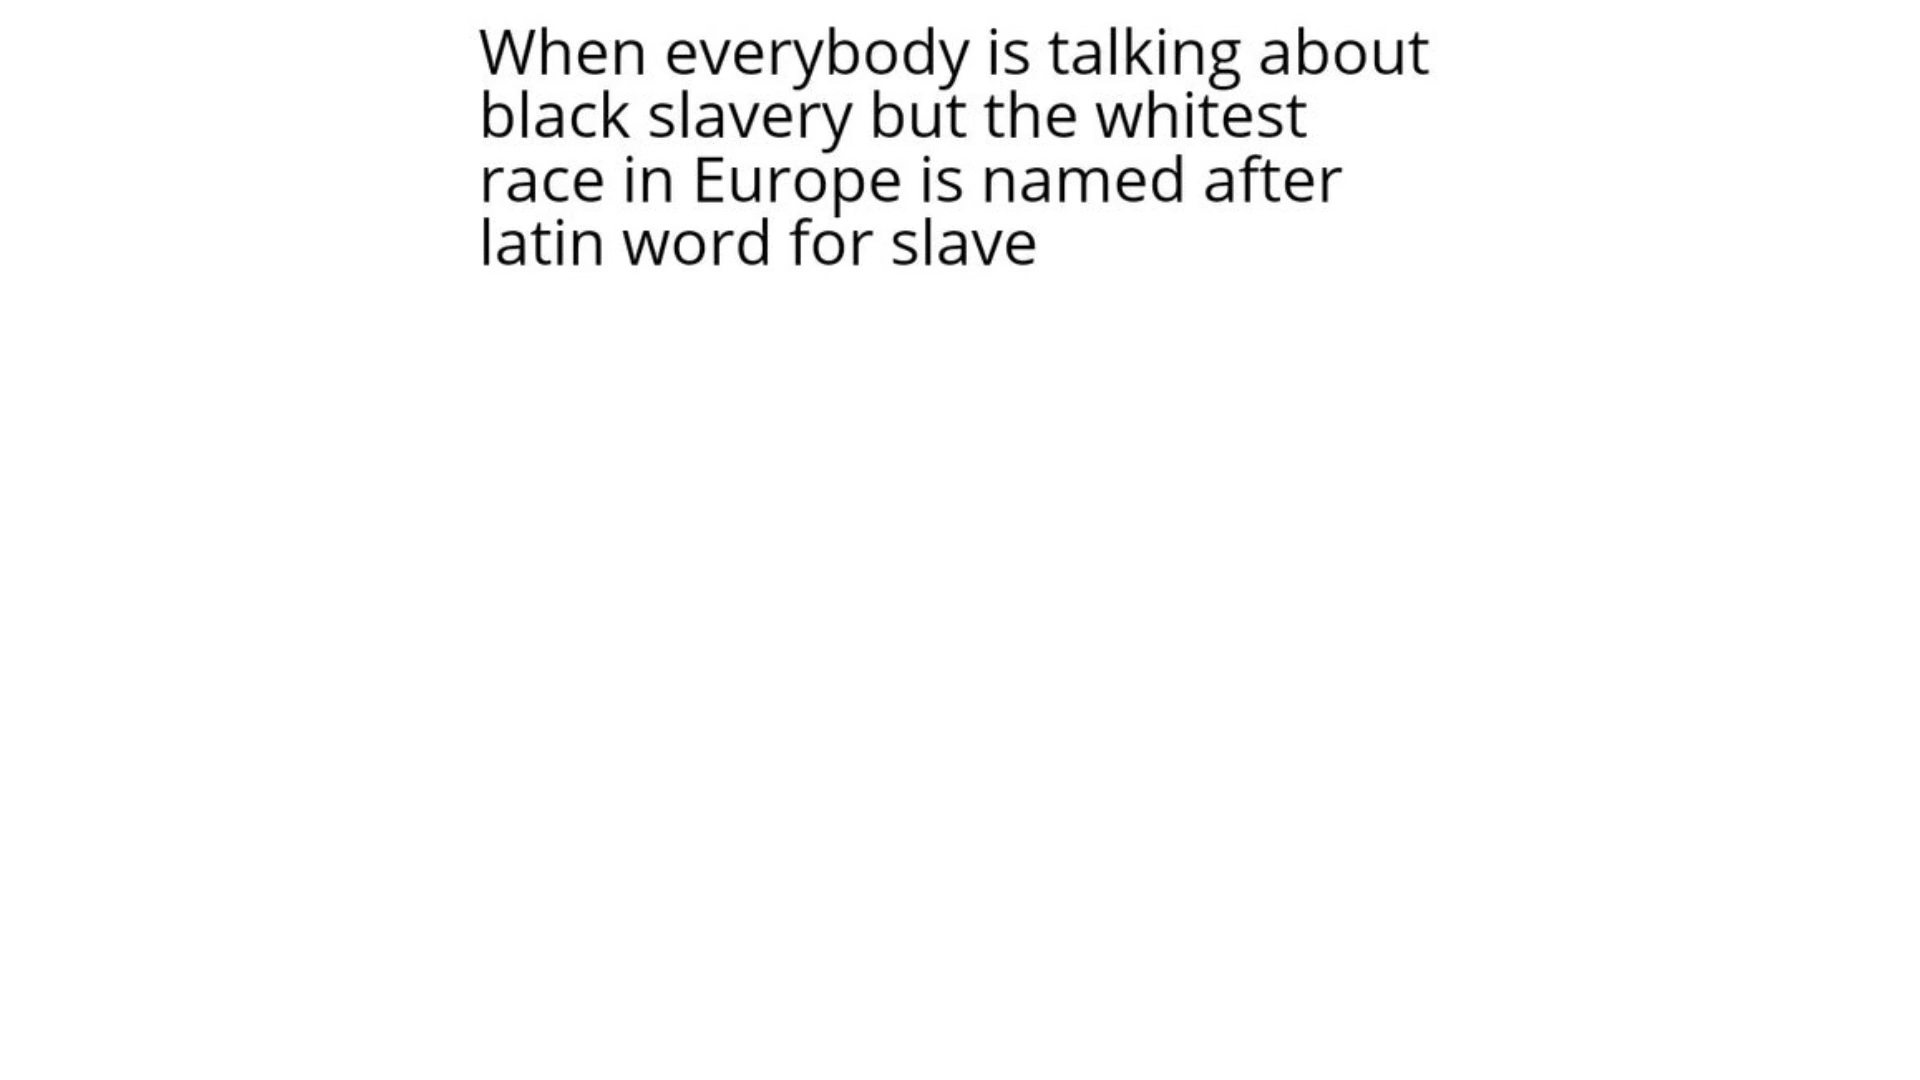 When everybody is talking about
black slavery but the whitest
race in Europe is named after
latin word for slave